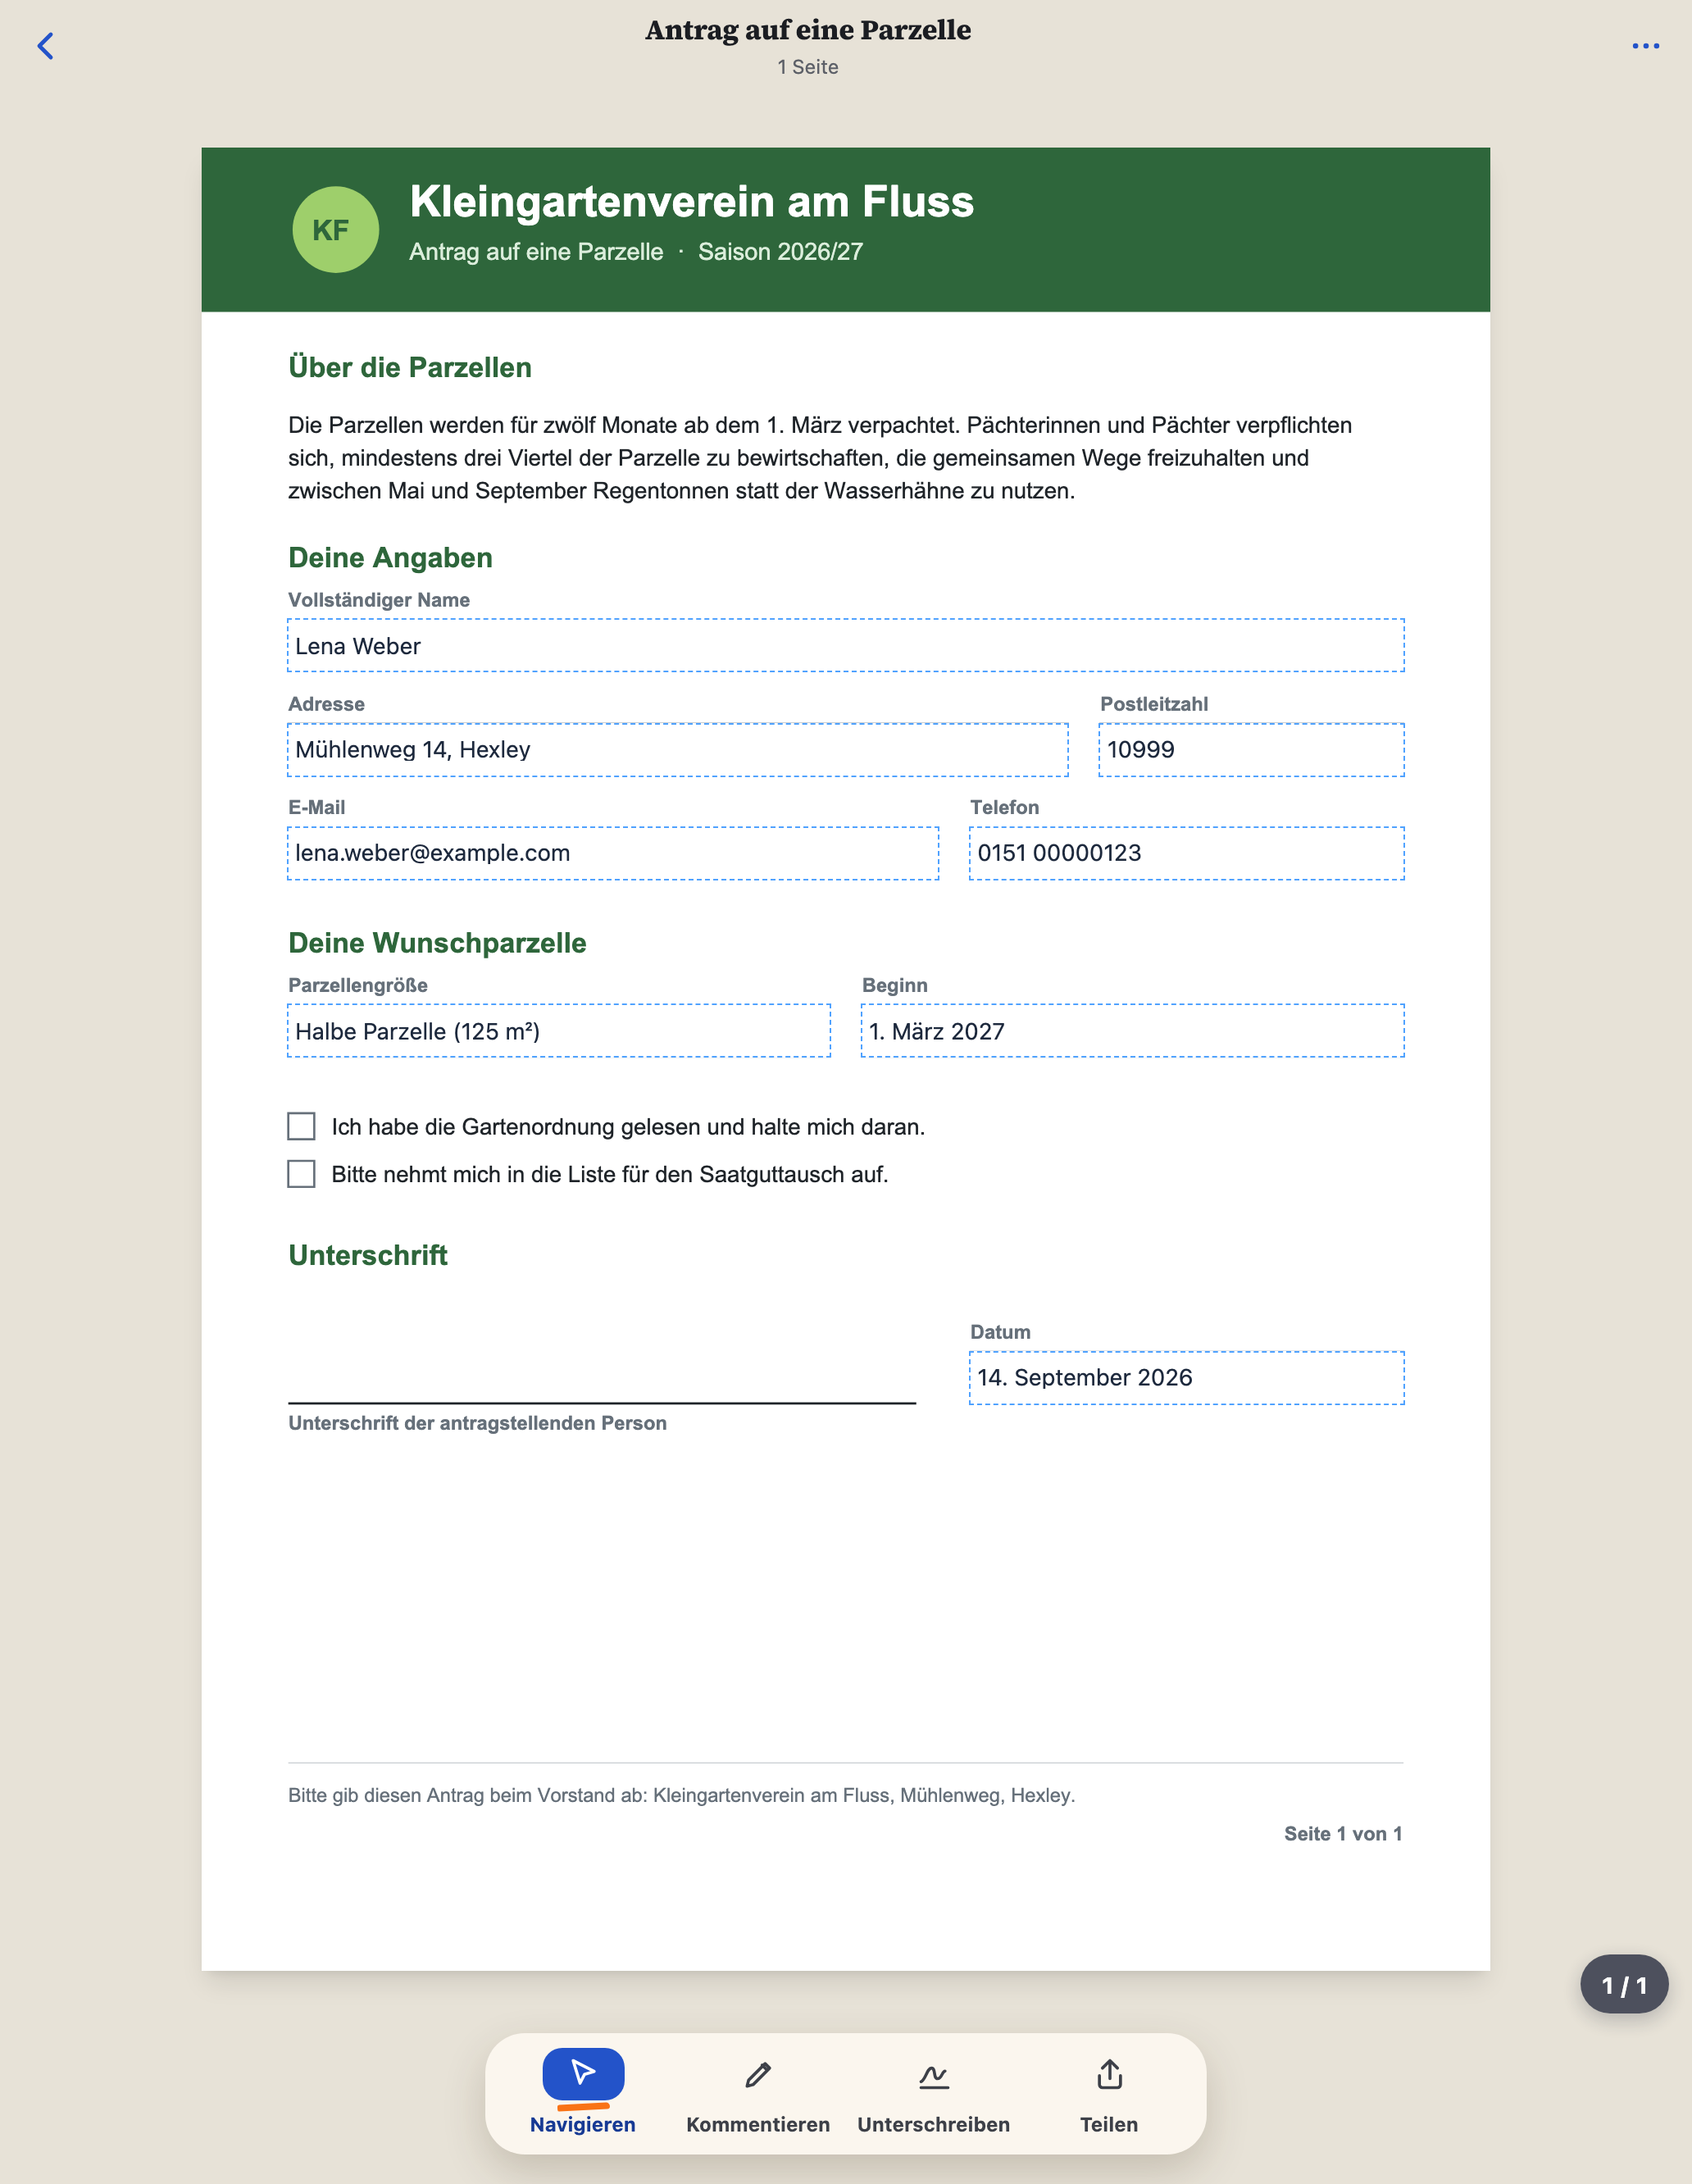 Antrag auf eine Parzelle
1 Seite
KF
Kleingartenverein am Fluss
Antrag auf eine Parzelle · Saison 2026/27
Über die Parzellen
Die Parzellen werden für zwölf Monate ab dem 1. März verpachtet. Pächterinnen und Pächter verpflichten
sich, mindestens drei Viertel der Parzelle zu bewirtschaften, die gemeinsamen Wege freizuhalten und
zwischen Mai und September Regentonnen statt der Wasserhähne zu nutzen.
Deine Angaben
Vollständiger Name
Lena Weber
Adresse
Postleitzahl
Mühlenweg 14, Hexley
10999
E-Mail
Telefon
lena.weber@example.com
0151 00000123
Deine Wunschparzelle
Parzellengröße
Beginn
Halbe Parzelle (125 m²)
1. März 2027
Ich habe die Gartenordnung gelesen und halte mich daran.
Bitte nehmt mich in die Liste für den Saatguttausch auf.
Unterschrift
Datum
14. September 2026
Unterschrift der antragstellenden Person
Bitte gib diesen Antrag beim Vorstand ab: Kleingartenverein am Fluss, Mühlenweg, Hexley.
Seite 1 von 1
1 / 1
Navigieren
Kommentieren
Unterschreiben
Teilen